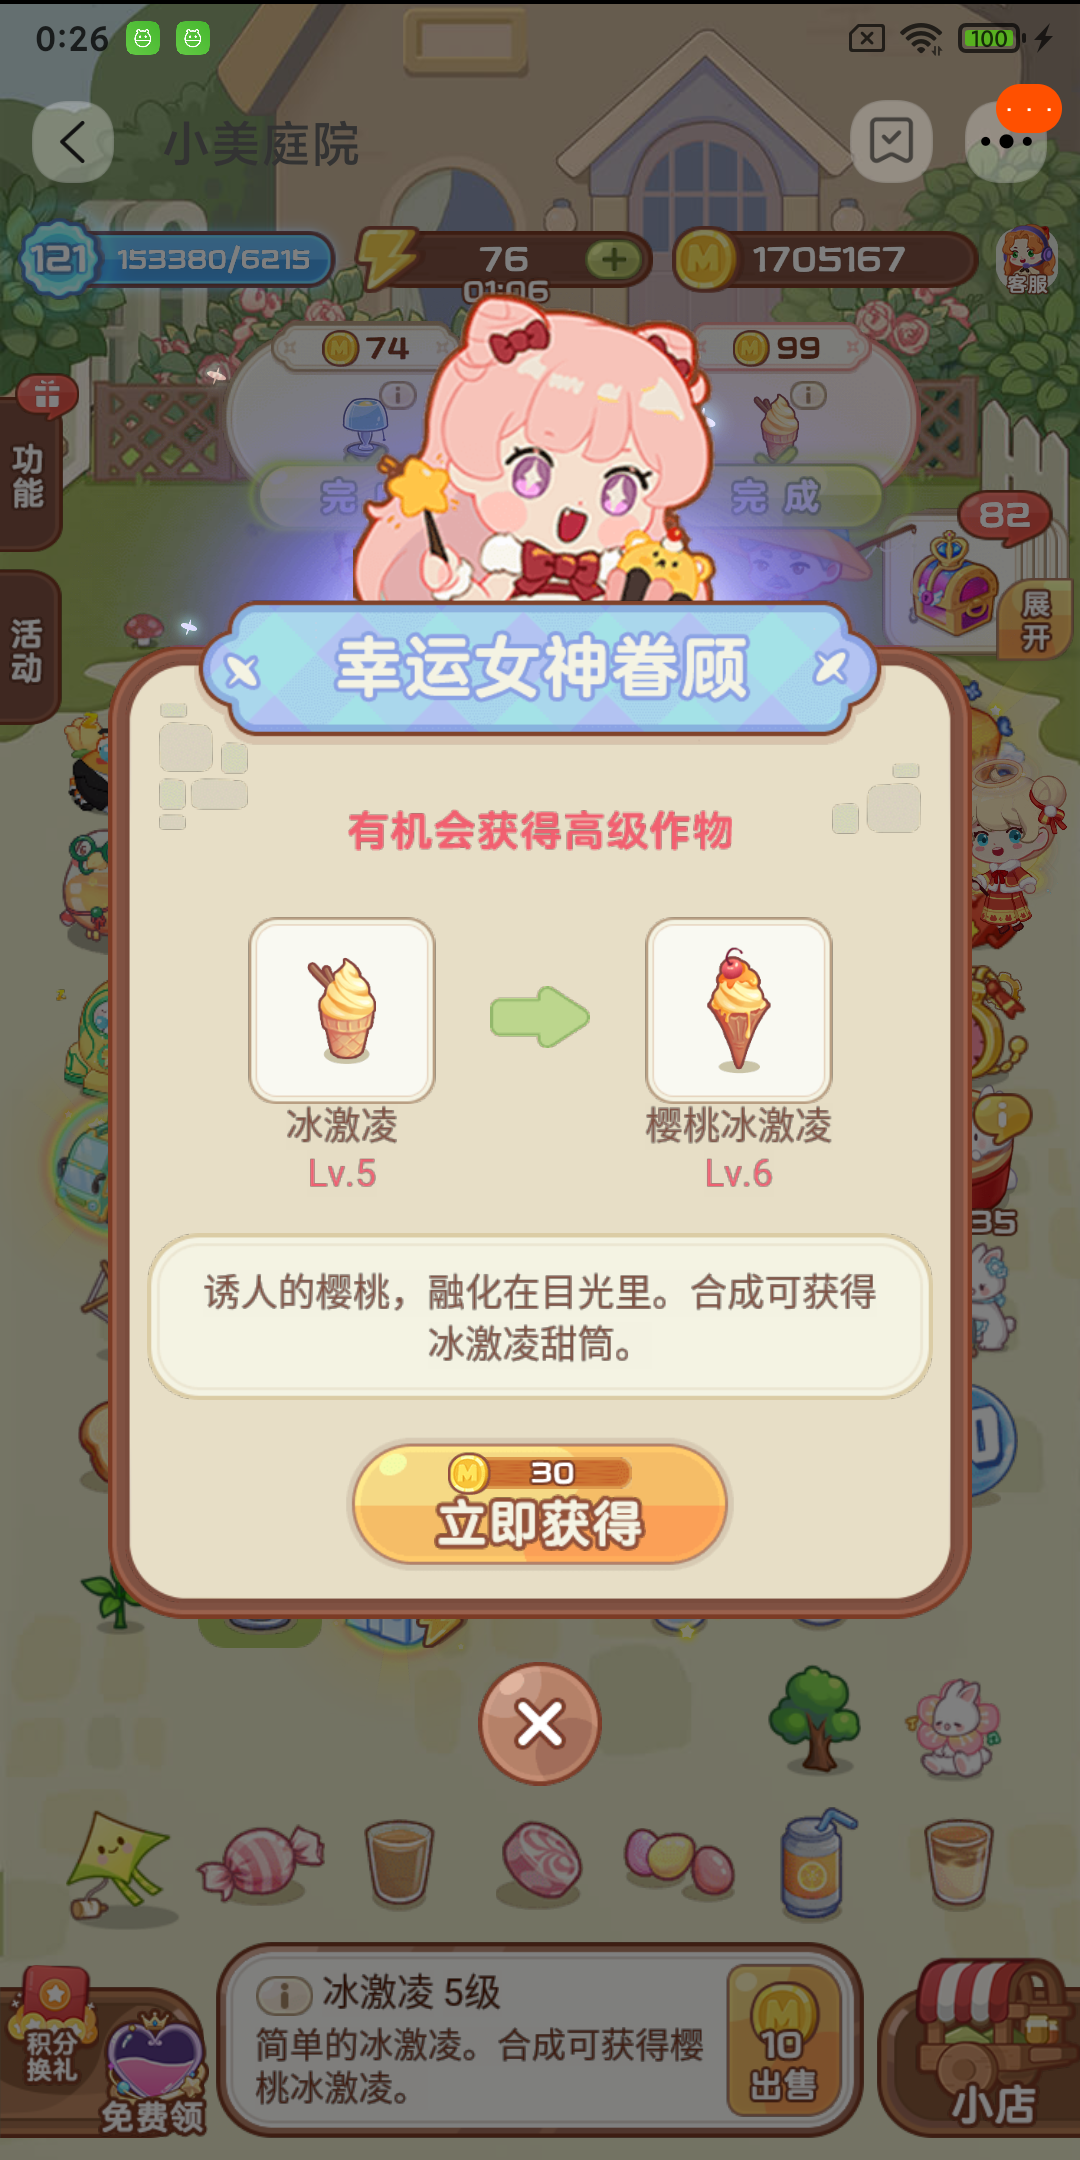 0:26
100
小美庭院
121
153380/6215
76
01:06
1705167
客服
74
99
功能
完
完成
82
活动
展开
幸运女神眷顾
有机会获得高级作物
冰激凌
樱桃冰激凌
Lv.5
Lv.6
35
诱人的樱桃，融化在目光里。合成可获得
冰激凌甜筒。
30
立即获得
冰激凌 5级
简单的冰激凌。合成可获得樱
桃冰激凌。
10
出售
积分
换礼
免费领
小店